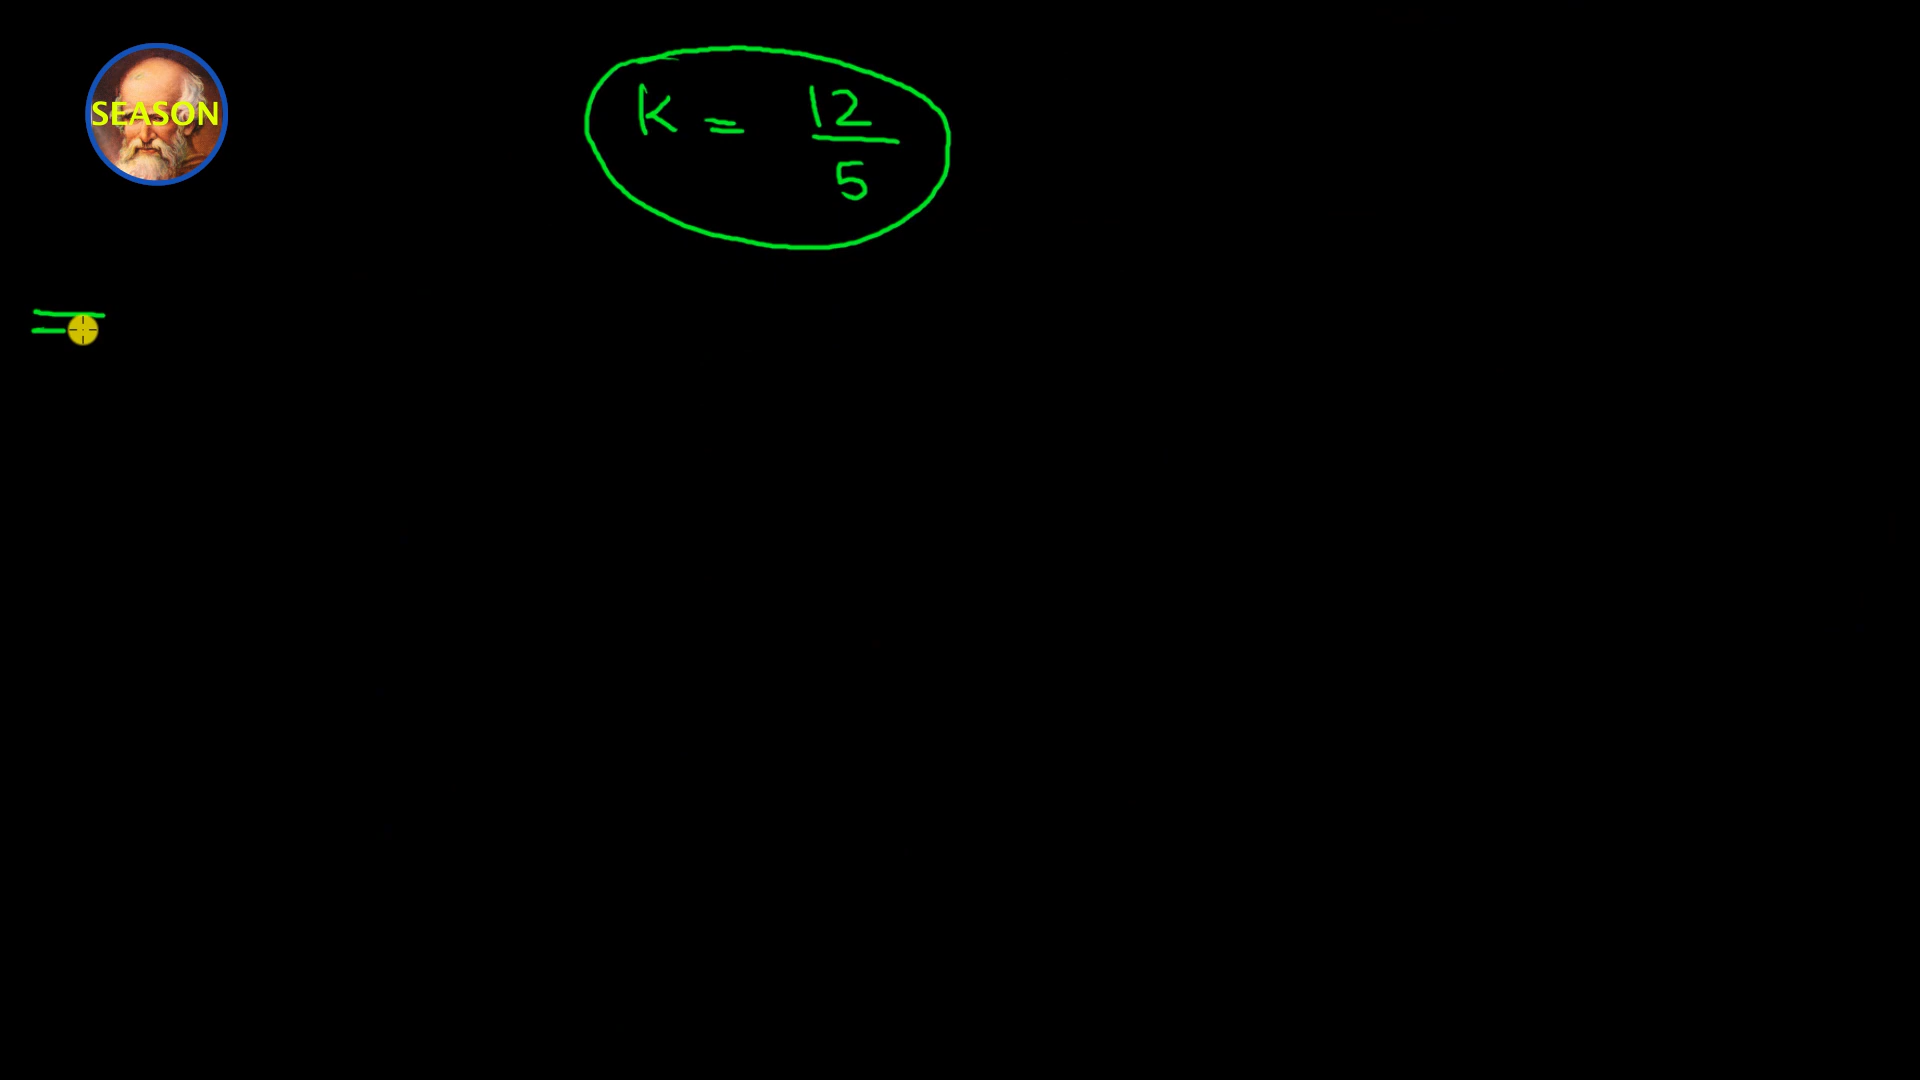 SEASON
K = 12/5
=